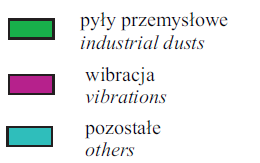 pyły przemysłowe
industrial dusts
wibracja
vibrations
pozostałe
others